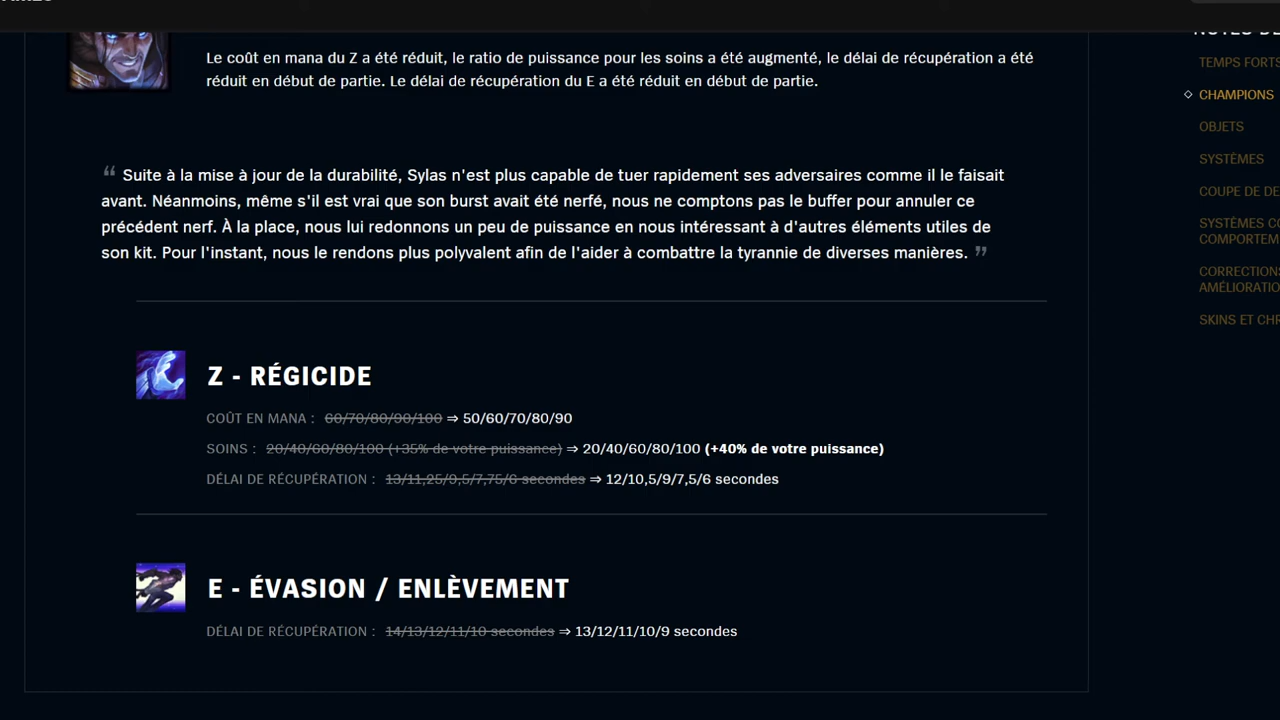 Le coût en mana du Z a été réduit, le ratio de puissance pour les soins a été augmenté, le délai de récupération a été
réduit en début de partie. Le délai de récupération du E a été réduit en début de partie.
“ Suite à la mise à jour de la durabilité, Sylas n'est plus capable de tuer rapidement ses adversaires comme il le faisait
avant. Néanmoins, même s'il est vrai que son burst avait été nerfé, nous ne comptons pas le buffer pour annuler ce
précédent nerf. À la place, nous lui redonnons un peu de puissance en nous intéressant à d'autres éléments utiles de
son kit. Pour l'instant, nous le rendons plus polyvalent afin de l'aider à combattre la tyrannie de diverses manières. ”
Z - RÉGICIDE
COÛT EN MANA : 60/70/80/90/100 ⇒ 50/60/70/80/90
SOINS : 20/40/60/80/100 (+35% de votre puissance) ⇒ 20/40/60/80/100 (+40% de votre puissance)
DÉLAI DE RÉCUPÉRATION : 13/11,25/9,5/7,75/6 secondes ⇒ 12/10,5/9/7,5/6 secondes
E - ÉVASION / ENLÈVEMENT
DÉLAI DE RÉCUPÉRATION : 14/13/12/11/10 secondes ⇒ 13/12/11/10/9 secondes
TEMPS FORTS
CHAMPIONS
OBJETS
SYSTÈMES
COUPE DE DE
SYSTÈMES CO
COMPORTEM
CORRECTIONS
AMÉLIORATIO
SKINS ET CHR